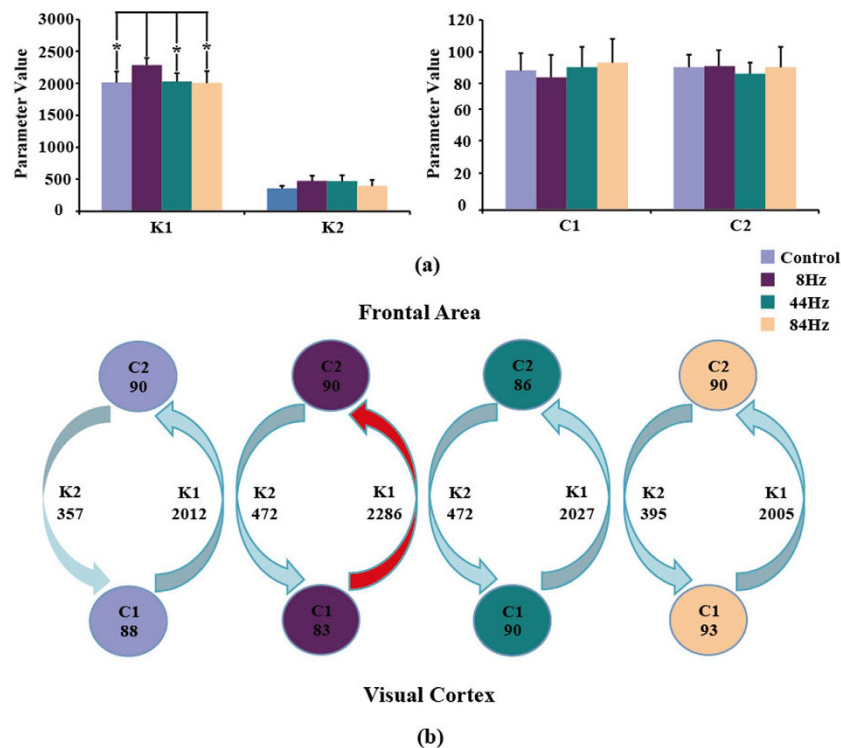 3000
2500
2000
1500
1000
500
0
Parameter Value
* * *
K1 K2
120
100
80
60
40
20
0
Parameter Value
C1 C2
(a)
Control
8Hz
44Hz
84Hz
Frontal Area
C2 C2 C2 C2
90 90 86 90
K2 K1 K2 K1 K2 K1 K2 K1
357 2012 472 2286 472 2027 395 2005
C1 C1 C1 C1
88 83 90 93
Visual Cortex
(b)